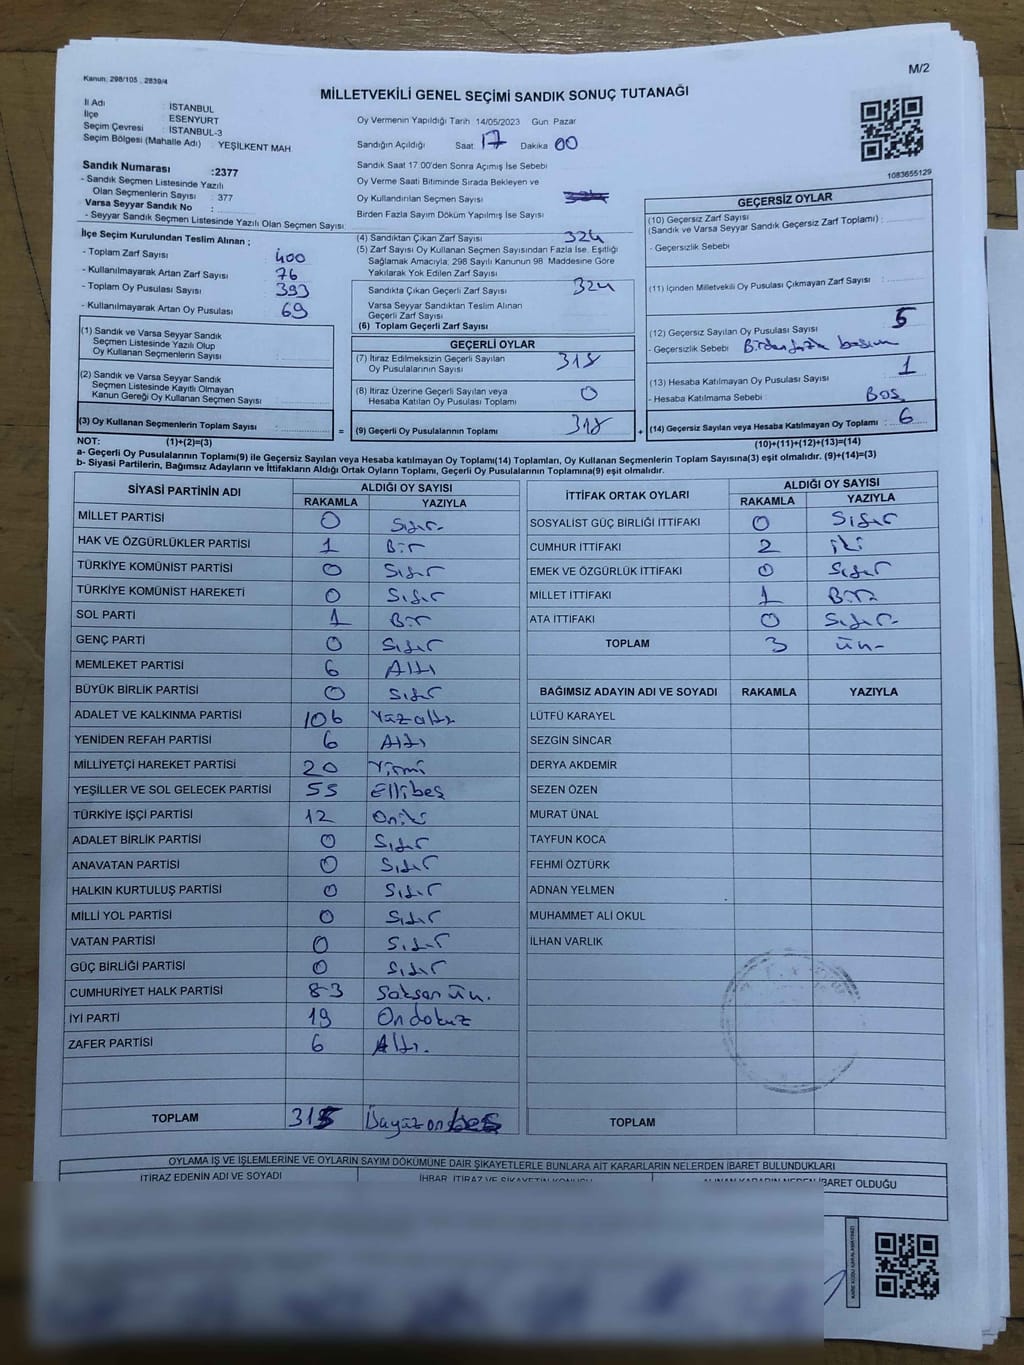 Kanun: 298/105 , 2839/4
M/2
MİLLETVEKİLİ GENEL SEÇİMİ SANDIK SONUÇ TUTANAĞI
İl Adı : İSTANBUL
İlçe : ESENYURT
Seçim Çevresi : İSTANBUL-3
Seçim Bölgesi (Mahalle Adı) : YEŞİLKENT MAH
Sandık Numarası :2377
- Sandık Seçmen Listesinde Yazılı
Olan Seçmenlerin Sayısı : 377
Varsa Seyyar Sandık No :
- Seyyar Sandık Seçmen Listesinde Yazılı Olan Seçmen Sayısı:
Oy Vermenin Yapıldığı Tarih 14/05/2023 Gün Pazar
Sandığın Açıldığı Saat 17 Dakika 00
Sandık Saat 17:00'den Sonra Açımış İse Sebebi
Oy Verme Saati Bitiminde Sırada Bekleyen ve
Oy Kullandırılan Seçmen Sayısı
Birden Fazla Sayım Döküm Yapılmış İse Sayısı
1083655129
İlçe Seçim Kurulundan Teslim Alınan ;
- Toplam Zarf Sayısı 400
- Kullanılmayarak Artan Zarf Sayısı 76
- Toplam Oy Pusulası Sayısı 393
- Kullanılmayarak Artan Oy Pusulası 69
(4) Sandıktan Çıkan Zarf Sayısı 324
(5) Zarf Sayısı Oy Kullanan Seçmen Sayısından Fazla İse, Eşitliği
Sağlamak Amacıyla; 298 Sayılı Kanunun 98 Maddesine Göre
Yakılarak Yok Edilen Zarf Sayısı
Sandıkta Çıkan Geçerli Zarf Sayısı 324
Varsa Seyyar Sandıktan Teslim Alınan
Geçerli Zarf Sayısı
(6) Toplam Geçerli Zarf Sayısı
GEÇERSİZ OYLAR
(10) Geçersiz Zarf Sayısı
(Sandık ve Varsa Seyyar Sandık Geçersiz Zarf Toplamı) :
- Geçersizlik Sebebi
(11) İçinden Milletvekili Oy Pusulası Çıkmayan Zarf Sayısı :
(12) Geçersiz Sayılan Oy Pusulası Sayısı 5
- Geçersizlik Sebebi Birden fazla basım
(13) Hesaba Katılmayan Oy Pusulası Sayısı 1
- Hesaba Katılmama Sebebi : Boş
(14) Geçersiz Sayılan veya Hesaba Katılmayan Oy Toplamı : 6
(1) Sandık ve Varsa Seyyar Sandık
Seçmen Listesinde Yazılı Olup
Oy Kullanan Seçmenlerin Sayısı :
(2) Sandık ve Varsa Seyyar Sandık
Seçmen Listesinde Kayıtlı Olmayan
Kanun Gereği Oy Kullanan Seçmen Sayısı :
(3) Oy Kullanan Seçmenlerin Toplam Sayısı :
=
GEÇERLİ OYLAR
(7) İtiraz Edilmeksizin Geçerli Sayılan
Oy Pusulalarının Sayısı 318
(8) İtiraz Üzerine Geçerli Sayılan veya
Hesaba Katılan Oy Pusulası Toplamı 0
(9) Geçerli Oy Pusulalarının Toplamı 318
+
NOT: (1)+(2)=(3)
(10)+(11)+(12)+(13)=(14)
a- Geçerli Oy Pusulalarının Toplamı(9) ile Geçersiz Sayılan veya Hesaba katılmayan Oy Toplamı(14) Toplamları, Oy Kullanan Seçmenlerin Toplam Sayısına(3) eşit olmalıdır. (9)+(14)=(3)
b- Siyasi Partilerin, Bağımsız Adayların ve İttifakların Aldığı Ortak Oyların Toplamı, Geçerli Oy Pusulalarının Toplamına(9) eşit olmalıdır.
SİYASİ PARTİNİN ADI ALDIĞI OY SAYISI
RAKAMLA YAZIYLA
MİLLET PARTİSİ 0 Sıfır
HAK VE ÖZGÜRLÜKLER PARTİSİ 1 Bir
TÜRKİYE KOMÜNİST PARTİSİ 0 Sıfır
TÜRKİYE KOMÜNİST HAREKETİ 0 Sıfır
SOL PARTİ 1 Bir
GENÇ PARTİ 0 Sıfır
MEMLEKET PARTİSİ 6 Altı
BÜYÜK BİRLİK PARTİSİ 0 Sıfır
ADALET VE KALKINMA PARTİSİ 106 Yüzaltı
YENİDEN REFAH PARTİSİ 6 Altı
MİLLİYETÇİ HAREKET PARTİSİ 20 Yirmi
YEŞİLLER VE SOL GELECEK PARTİSİ 55 Ellibeş
TÜRKİYE İŞÇİ PARTİSİ 12 Oniki
ADALET BİRLİK PARTİSİ 0 Sıfır
ANAVATAN PARTİSİ 0 Sıfır
HALKIN KURTULUŞ PARTİSİ 0 Sıfır
MİLLİ YOL PARTİSİ 0 Sıfır
VATAN PARTİSİ 0 Sıfır
GÜÇ BİRLİĞİ PARTİSİ 0 Sıfır
CUMHURİYET HALK PARTİSİ 83 Seksen üç.
İYİ PARTİ 19 Ondokuz
ZAFER PARTİSİ 6 Altı.
TOPLAM 315 Üçyüzonbeş
İTTİFAK ORTAK OYLARI ALDIĞI OY SAYISI
RAKAMLA YAZIYLA
SOSYALİST GÜÇ BİRLİĞİ İTTİFAKI 0 Sıfır
CUMHUR İTTİFAKI 2 iki
EMEK VE ÖZGÜRLÜK İTTİFAKI 0 Sıfır
MİLLET İTTİFAKI 1 Bir
ATA İTTİFAKI 0 Sıfır
TOPLAM 3 üç
BAĞIMSIZ ADAYIN ADI VE SOYADI RAKAMLA YAZIYLA
LÜTFÜ KARAYEL
SEZGİN SİNCAR
DERYA AKDEMİR
SEZEN ÖZEN
MURAT ÜNAL
TAYFUN KOCA
FEHMİ ÖZTÜRK
ADNAN YELMEN
MUHAMMET ALİ OKUL
İLHAN VARLIK
TOPLAM
OYLAMA İŞ VE İŞLEMLERİNE VE OYLARIN SAYIM DÖKÜMÜNE DAİR ŞİKAYETLERLE BUNLARA AİT KARARLARIN NELERDEN İBARET BULUNDUKLARI
İTİRAZ EDENİN ADI VE SOYADI İHBAR, İTİRAZ VE ŞİKAYETİN KONUSU ALINAN KARARIN NEDEN İBARET OLDUĞU